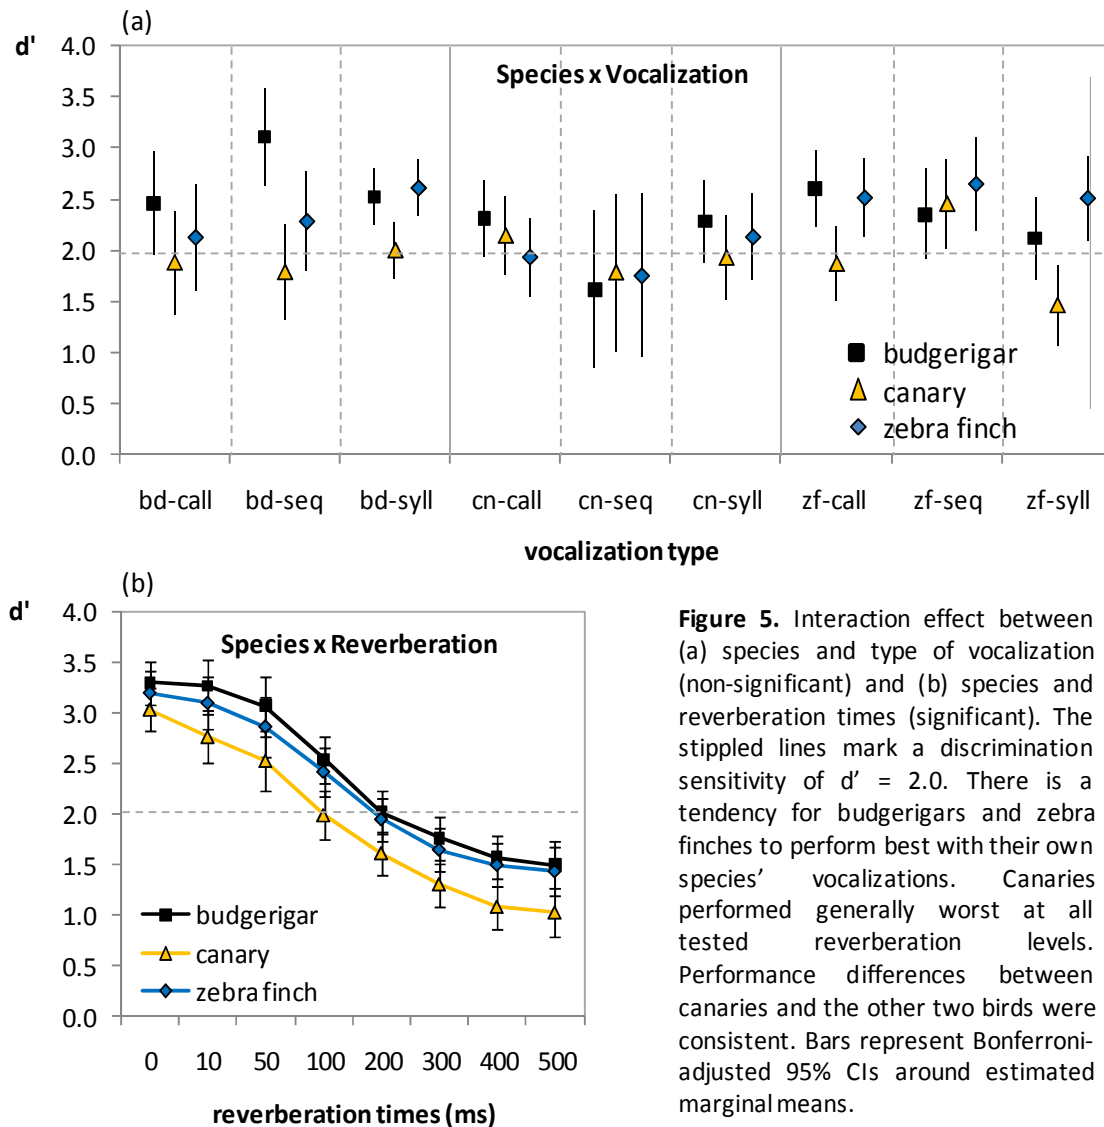 (a)
d'
4.0
Species x Vocalization
3.5
3.0
2.5
2.0
1.5
1.0
0.5
0.0
budgerigar
canary
zebra finch
bd-call bd-seq bd-syll cn-call cn-seq cn-syll zf-call zf-seq zf-syll
vocalization type
(b)
d'
4.0
Species x Reverberation
3.5
3.0
2.5
2.0
1.5
1.0
0.5
0.0
budgerigar
canary
zebra finch
0 10 50 100 200 300 400 500
reverberation times (ms)
Figure 5. Interaction effect between
(a) species and type of vocalization
(non-significant) and (b) species and
reverberation times (significant). The
stippled lines mark a discrimination
sensitivity of d’ = 2.0. There is a
tendency for budgerigars and zebra
finches to perform best with their own
species’ vocalizations. Canaries
performed generally worst at all
tested reverberation levels.
Performance differences between
canaries and the other two birds were
consistent. Bars represent Bonferroni-
adjusted 95% CIs around estimated
marginal means.